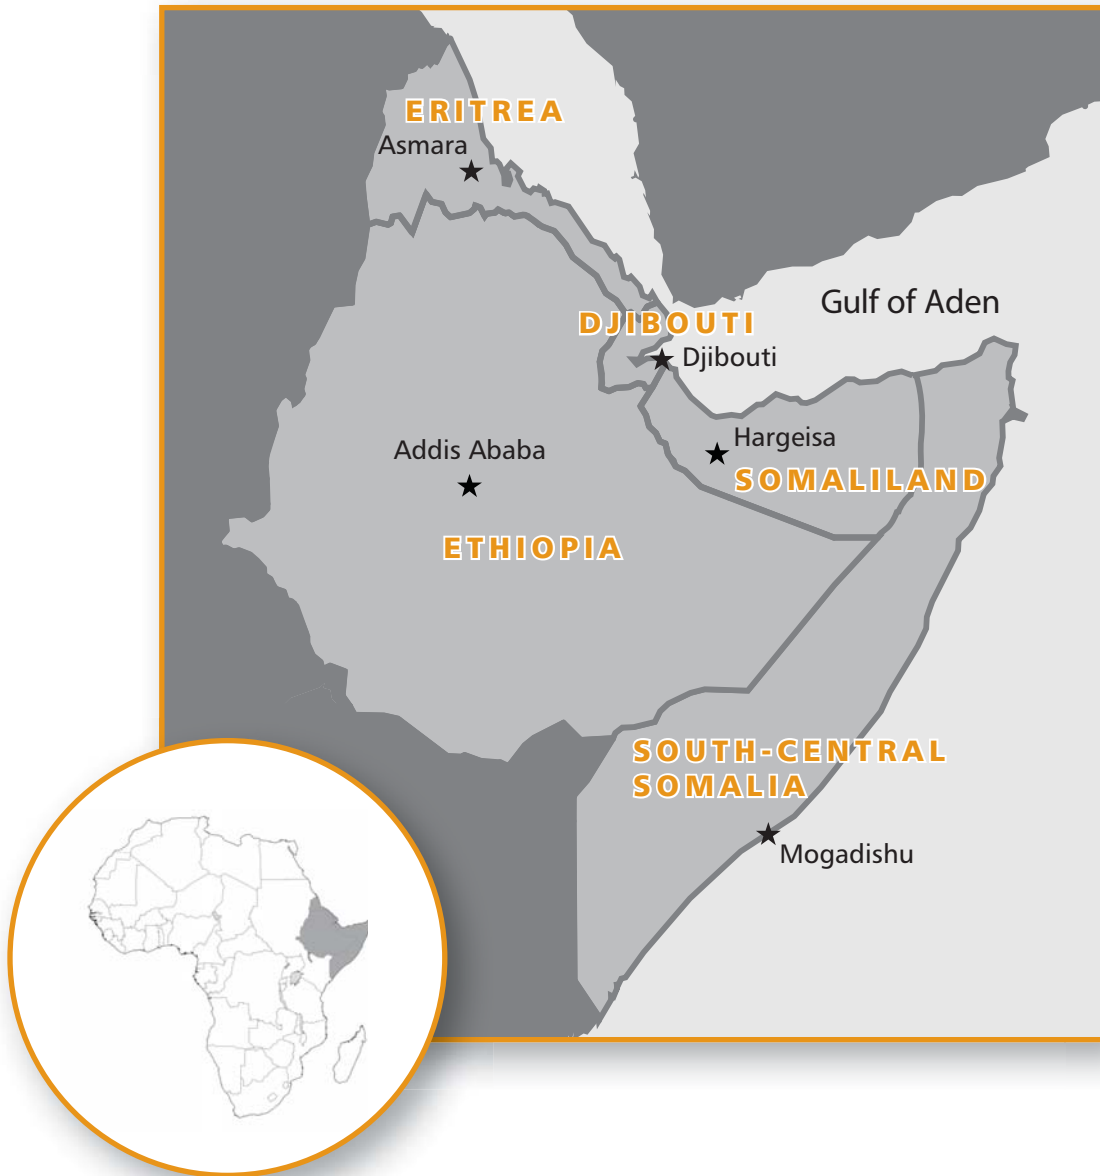 ERITREA
Asmara
Gulf of Aden
DJIBOUTI
Djibouti
Hargeisa
Addis Ababa
SOMALILAND
ETHIOPIA
SOUTH-CENTRAL
SOMALIA
Mogadishu